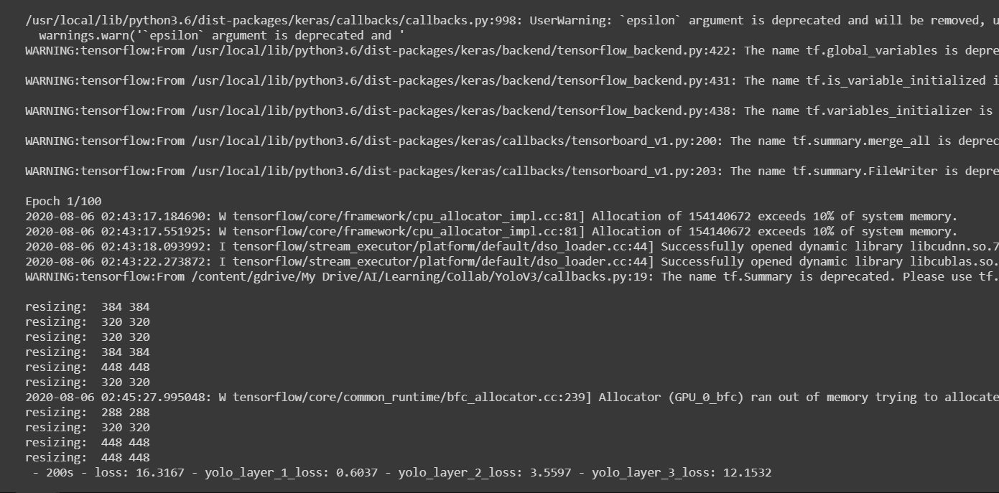 /usr/local/lib/python3.6/dist-packages/keras/callbacks/callbacks.py:998: UserWarning: `epsilon` argument is deprecated and will be removed, u
  warnings.warn('`epsilon` argument is deprecated and '
WARNING:tensorflow:From /usr/local/lib/python3.6/dist-packages/keras/backend/tensorflow_backend.py:422: The name tf.global_variables is depre
WARNING:tensorflow:From /usr/local/lib/python3.6/dist-packages/keras/backend/tensorflow_backend.py:431: The name tf.is_variable_initialized i
WARNING:tensorflow:From /usr/local/lib/python3.6/dist-packages/keras/backend/tensorflow_backend.py:438: The name tf.variables_initializer is
WARNING:tensorflow:From /usr/local/lib/python3.6/dist-packages/keras/callbacks/tensorboard_v1.py:200: The name tf.summary.merge_all is deprec
WARNING:tensorflow:From /usr/local/lib/python3.6/dist-packages/keras/callbacks/tensorboard_v1.py:203: The name tf.summary.FileWriter is depre
Epoch 1/100
2020-08-06 02:43:17.184690: W tensorflow/core/framework/cpu_allocator_impl.cc:81] Allocation of 154140672 exceeds 10% of system memory.
2020-08-06 02:43:17.551925: W tensorflow/core/framework/cpu_allocator_impl.cc:81] Allocation of 154140672 exceeds 10% of system memory.
2020-08-06 02:43:18.093992: I tensorflow/stream_executor/platform/default/dso_loader.cc:44] Successfully opened dynamic library libcudnn.so.7
2020-08-06 02:43:22.273872: I tensorflow/stream_executor/platform/default/dso_loader.cc:44] Successfully opened dynamic library libcublas.so.
WARNING:tensorflow:From /content/gdrive/My Drive/AI/Learning/Collab/YoloV3/callbacks.py:19: The name tf.Summary is deprecated. Please use tf.
resizing:  384 384
resizing:  320 320
resizing:  320 320
resizing:  384 384
resizing:  448 448
resizing:  320 320
2020-08-06 02:45:27.995048: W tensorflow/core/common_runtime/bfc_allocator.cc:239] Allocator (GPU_0_bfc) ran out of memory trying to allocate
resizing:  288 288
resizing:  320 320
resizing:  448 448
resizing:  448 448
 - 200s - loss: 16.3167 - yolo_layer_1_loss: 0.6037 - yolo_layer_2_loss: 3.5597 - yolo_layer_3_loss: 12.1532